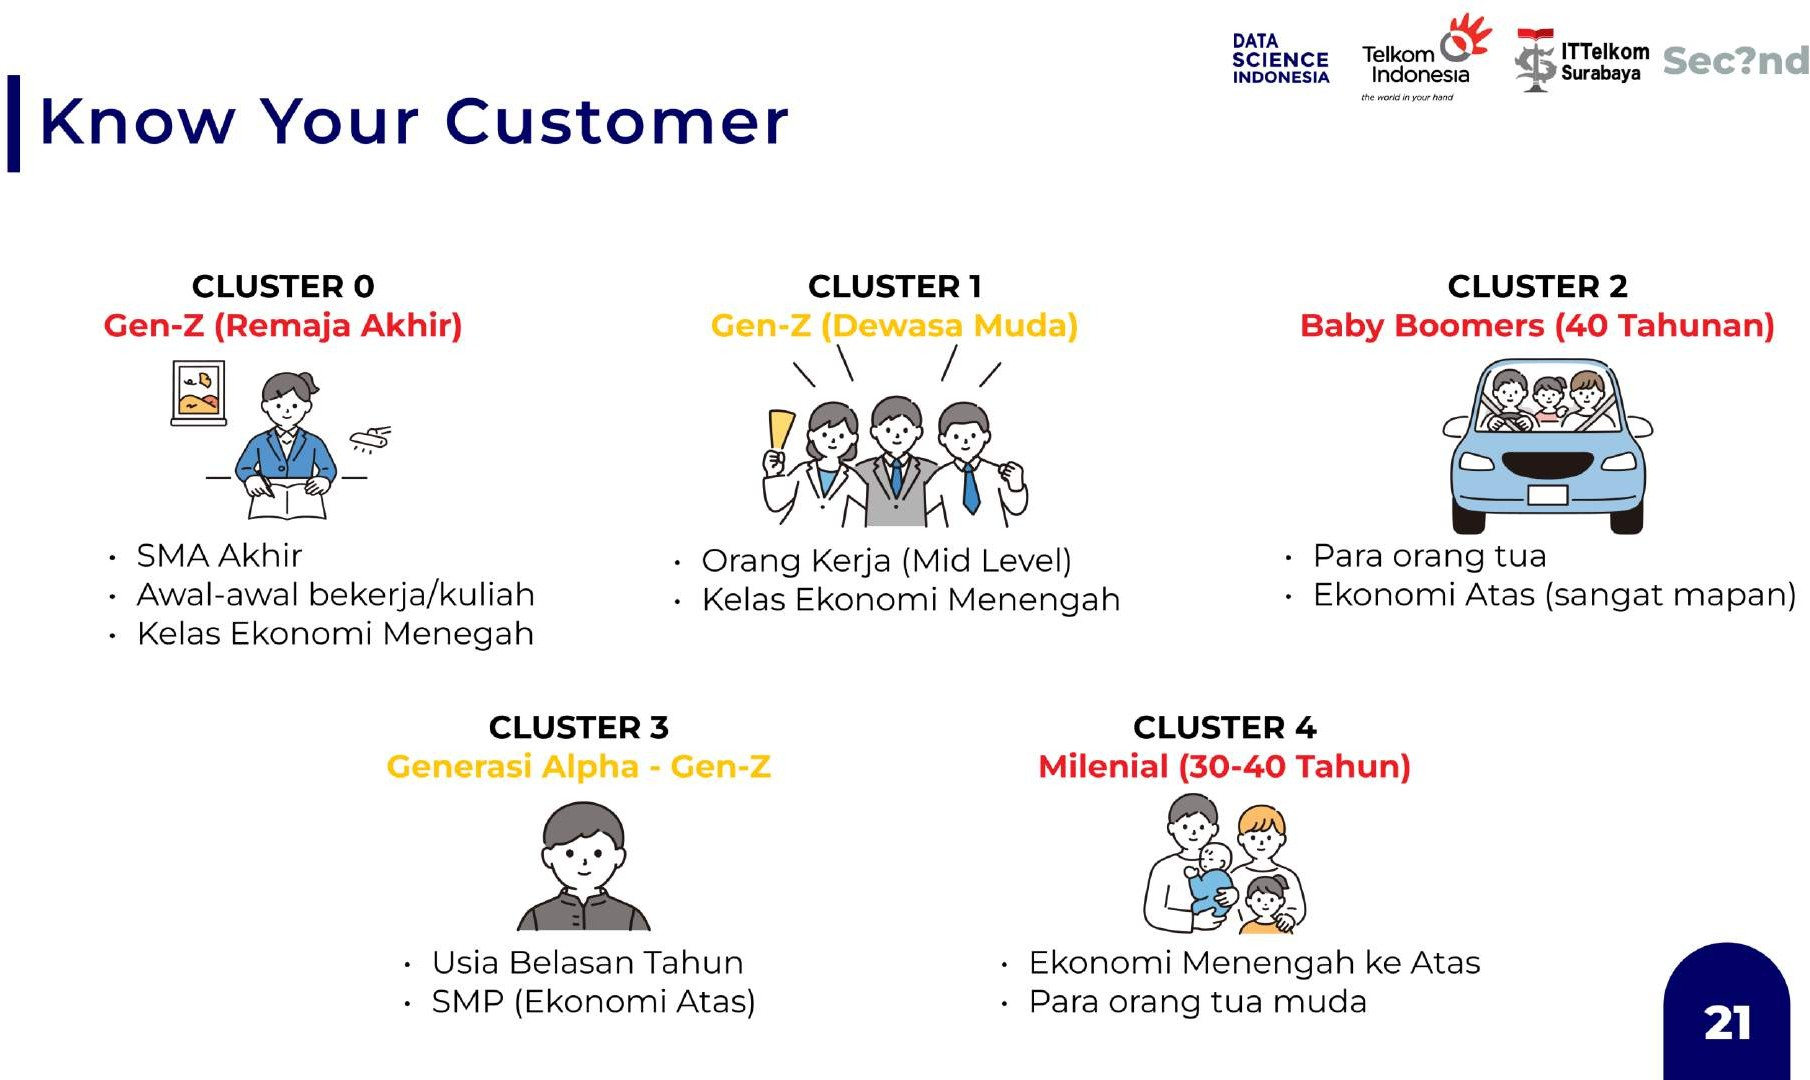 DATA
SCIENCE
INDONESIA
Telkom
Indonesia
the world in your hand
ITTelkom
Surabaya
Sec?nd
Know Your Customer
CLUSTER 0
Gen-Z (Remaja Akhir)
• SMA Akhir
• Awal-awal bekerja/kuliah
• Kelas Ekonomi Menegah
CLUSTER 1
Gen-Z (Dewasa Muda)
• Orang Kerja (Mid Level)
• Kelas Ekonomi Menengah
CLUSTER 2
Baby Boomers (40 Tahunan)
• Para orang tua
• Ekonomi Atas (sangat mapan)
CLUSTER 3
Generasi Alpha - Gen-Z
• Usia Belasan Tahun
• SMP (Ekonomi Atas)
CLUSTER 4
Milenial (30-40 Tahun)
• Ekonomi Menengah ke Atas
• Para orang tua muda
21